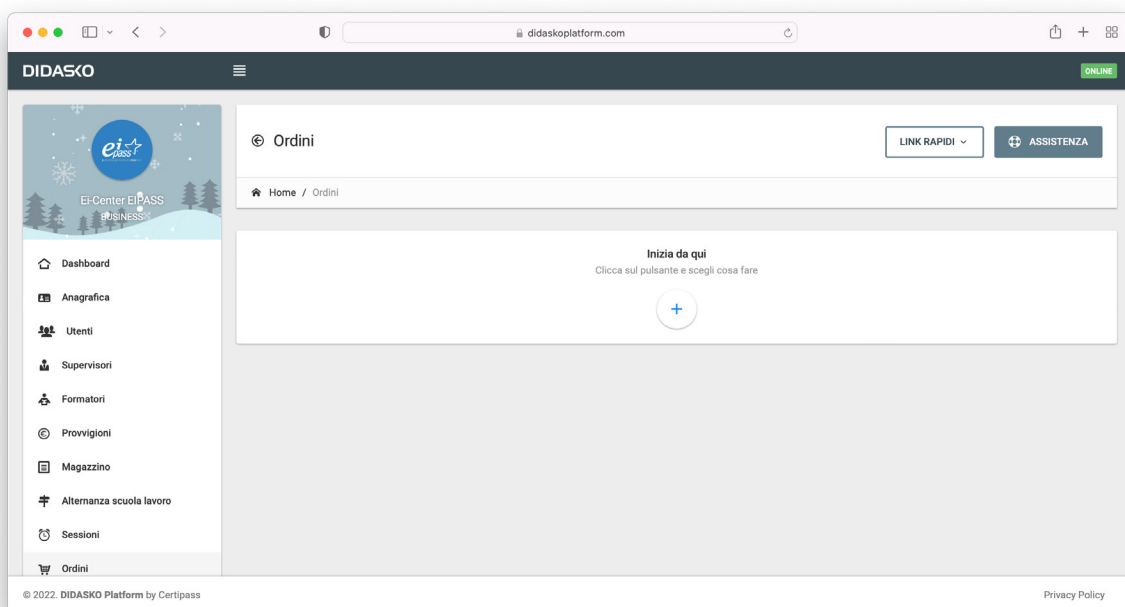 didaskoplatform.com
DIDASKO
ONLINE
ei pass
Ei-Center EIPASS
BUSINESS
Dashboard
Anagrafica
Utenti
Supervisori
Formatori
Provvigioni
Magazzino
Alternanza scuola lavoro
Sessioni
Ordini
Ordini
LINK RAPIDI
ASSISTENZA
Home / Ordini
Inizia da qui
Clicca sul pulsante e scegli cosa fare
+
© 2022. DIDASKO Platform by Certipass
Privacy Policy